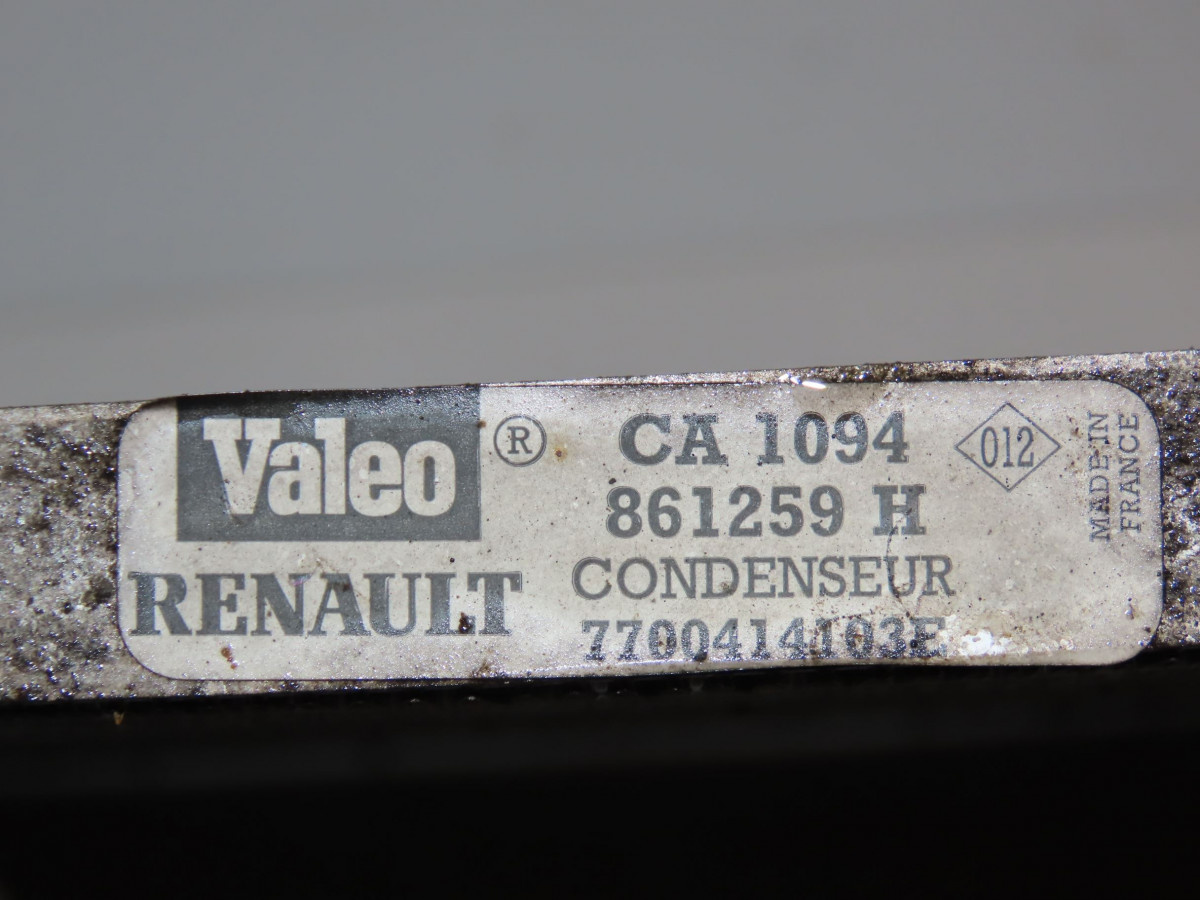 Valeo ®
RENAULT
CA 1094
861259 H
CONDENSEUR
7700414103E
012
MADE IN
FRANCE